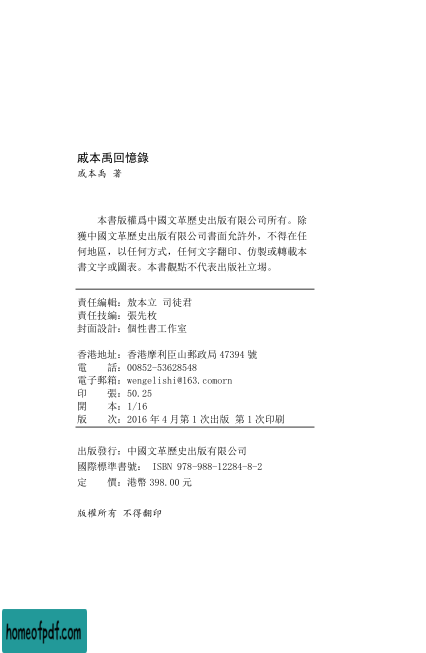 戚本禹回憶錄
戚本禹 著
本書版權爲中國文革歷史出版有限公司所有。除
獲中國文革歷史出版有限公司書面允許外，不得在任
何地區，以任何方式，任何文字翻印、仿製或轉載本
書文字或圖表。本書觀點不代表出版社立場。
責任編輯：敖本立 司徒君
責任技編：張先枚
封面設計：個性書工作室
香港地址：香港摩利臣山郵政局 47394 號
電　　話：00852-53628548
電子郵箱：wengelishi@163.comorn
印　　張：50.25
開　　本：1/16
版　　次：2016 年 4 月第 1 次出版 第 1 次印刷
出版發行：中國文革歷史出版有限公司
國際標準書號： ISBN 978-988-12284-8-2
定　　價：港幣 398.00 元
版權所有 不得翻印
homeofpdf.com